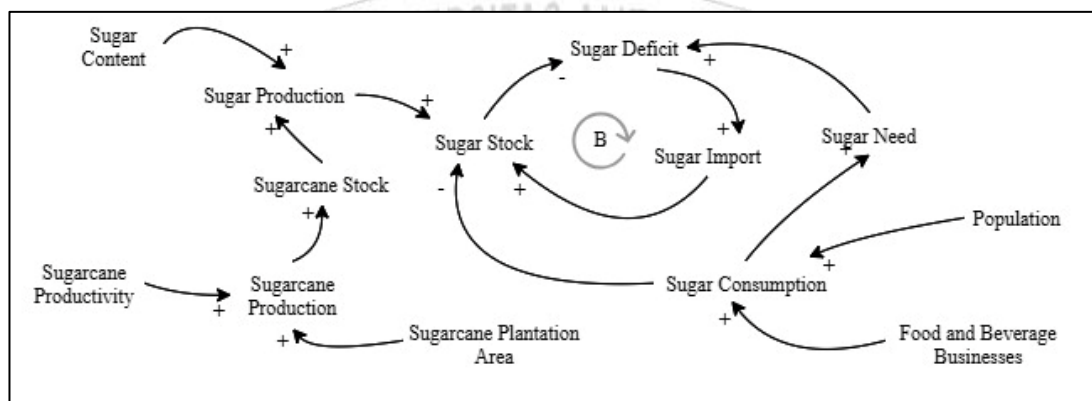 Sugar
Content
+
Sugar Production
+
+
Sugar Stock
-
Sugar Deficit
-
+
+
Sugar Import
+
B
Sugar Need
+
Sugarcane Stock
+
Sugarcane
Productivity
+
Sugarcane
Production
+
Sugarcane Plantation
Area
Sugar Consumption
+
+
Population
Food and Beverage
Businesses